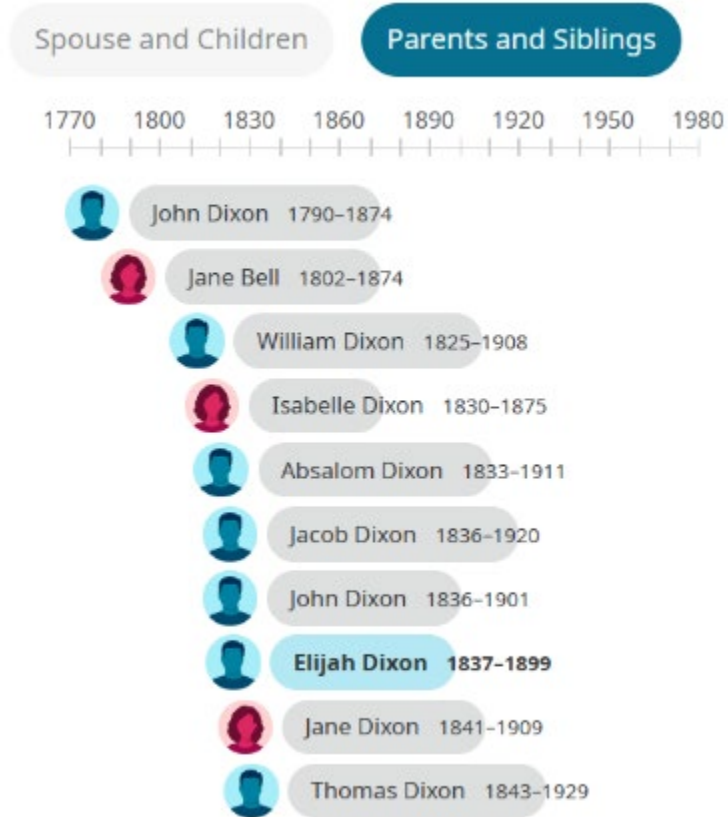 Spouse and Children Parents and Siblings
1770 1800 1830 1860 1890 1920 1950 1980
John Dixon 1790–1874
Jane Bell 1802–1874
William Dixon 1825–1908
Isabelle Dixon 1830–1875
Absalom Dixon 1833–1911
Jacob Dixon 1836–1920
John Dixon 1836–1901
Elijah Dixon 1837–1899
Jane Dixon 1841–1909
Thomas Dixon 1843–1929